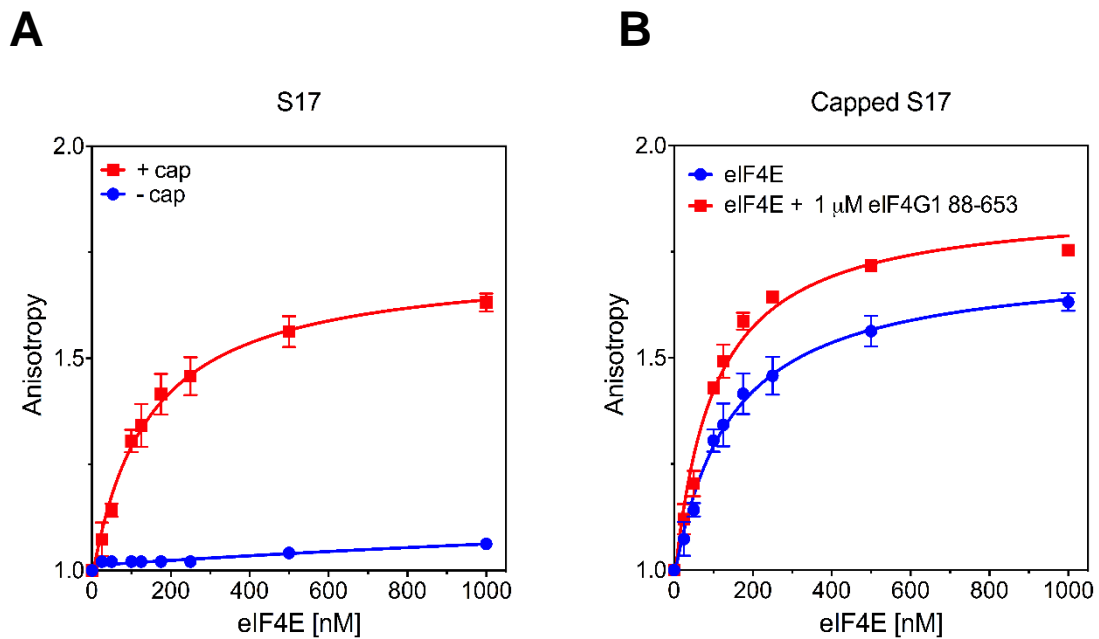 A
B
S17
Capped S17
2.0
+ cap
- cap
1.5
1.0
Anisotropy
0 200 400 600 800 1000
eIF4E [nM]
2.0
eIF4E
eIF4E + 1 μM eIF4G1 88-653
1.5
1.0
Anisotropy
0 200 400 600 800 1000
eIF4E [nM]